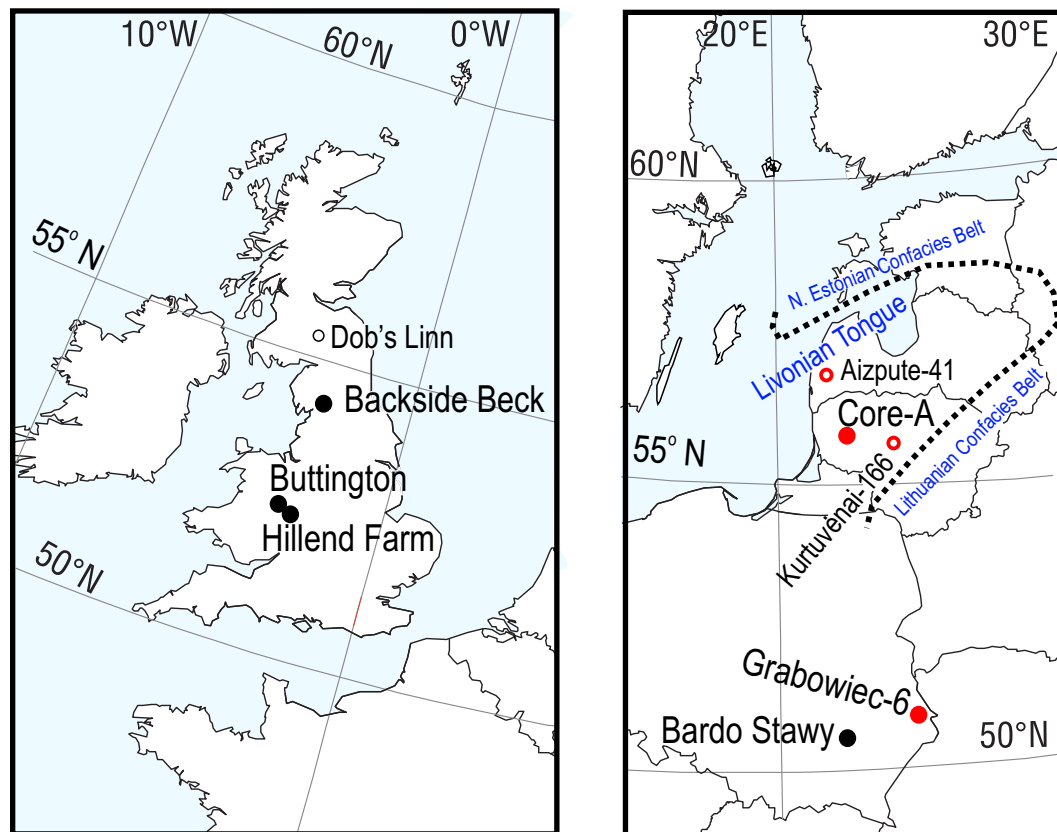 10°W
60°N
0°W
55° N
Dob's Linn
Backside Beck
Buttington
Hillend Farm
50°N
20°E
30°E
60°N
N. Estonian Confacies Belt
Livonian Tongue
Aizpute-41
Core-A
55° N
Kurtuvėnai-166
Lithuanian Confacies Belt
Grabowiec-6
Bardo Stawy
50°N